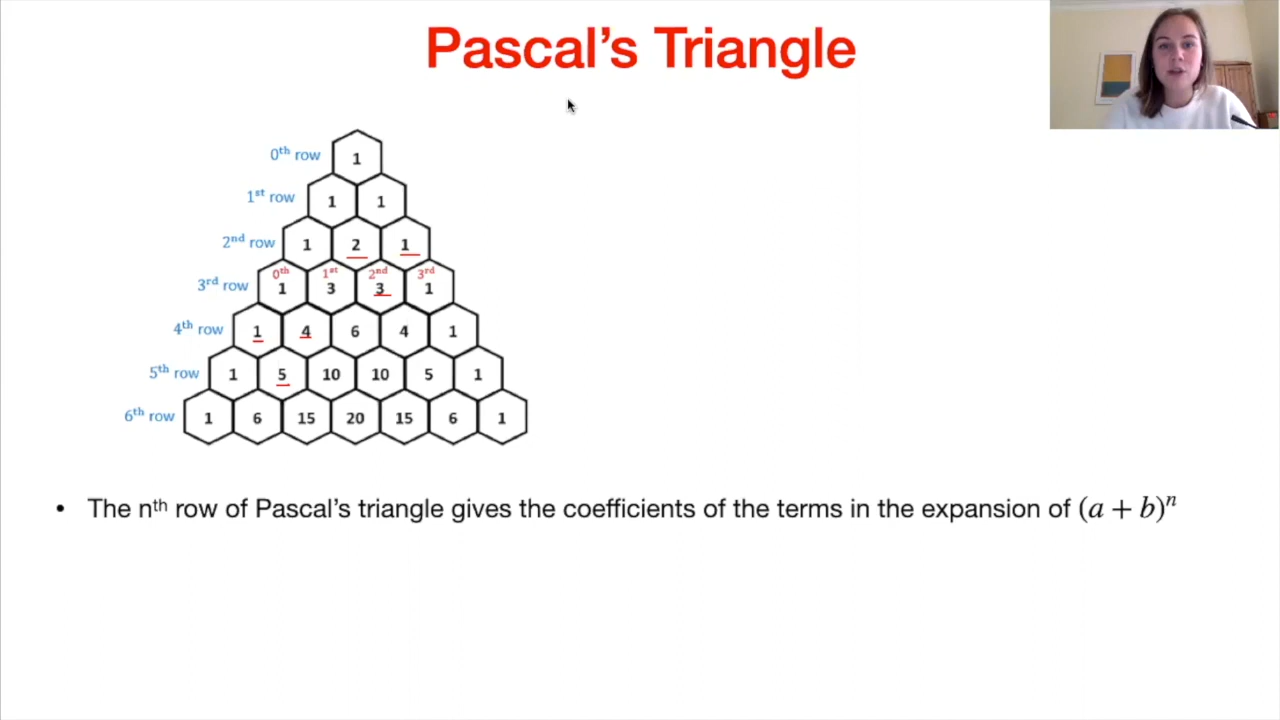 Pascal's Triangle
0th row 1
1st row 1 1
2nd row 1 2 1
0th 1st 2nd 3rd
3rd row 1 3 3 1
4th row 1 4 6 4 1
5th row 1 5 10 10 5 1
6th row 1 6 15 20 15 6 1
• The nth row of Pascal's triangle gives the coefficients of the terms in the expansion of (a + b)^n